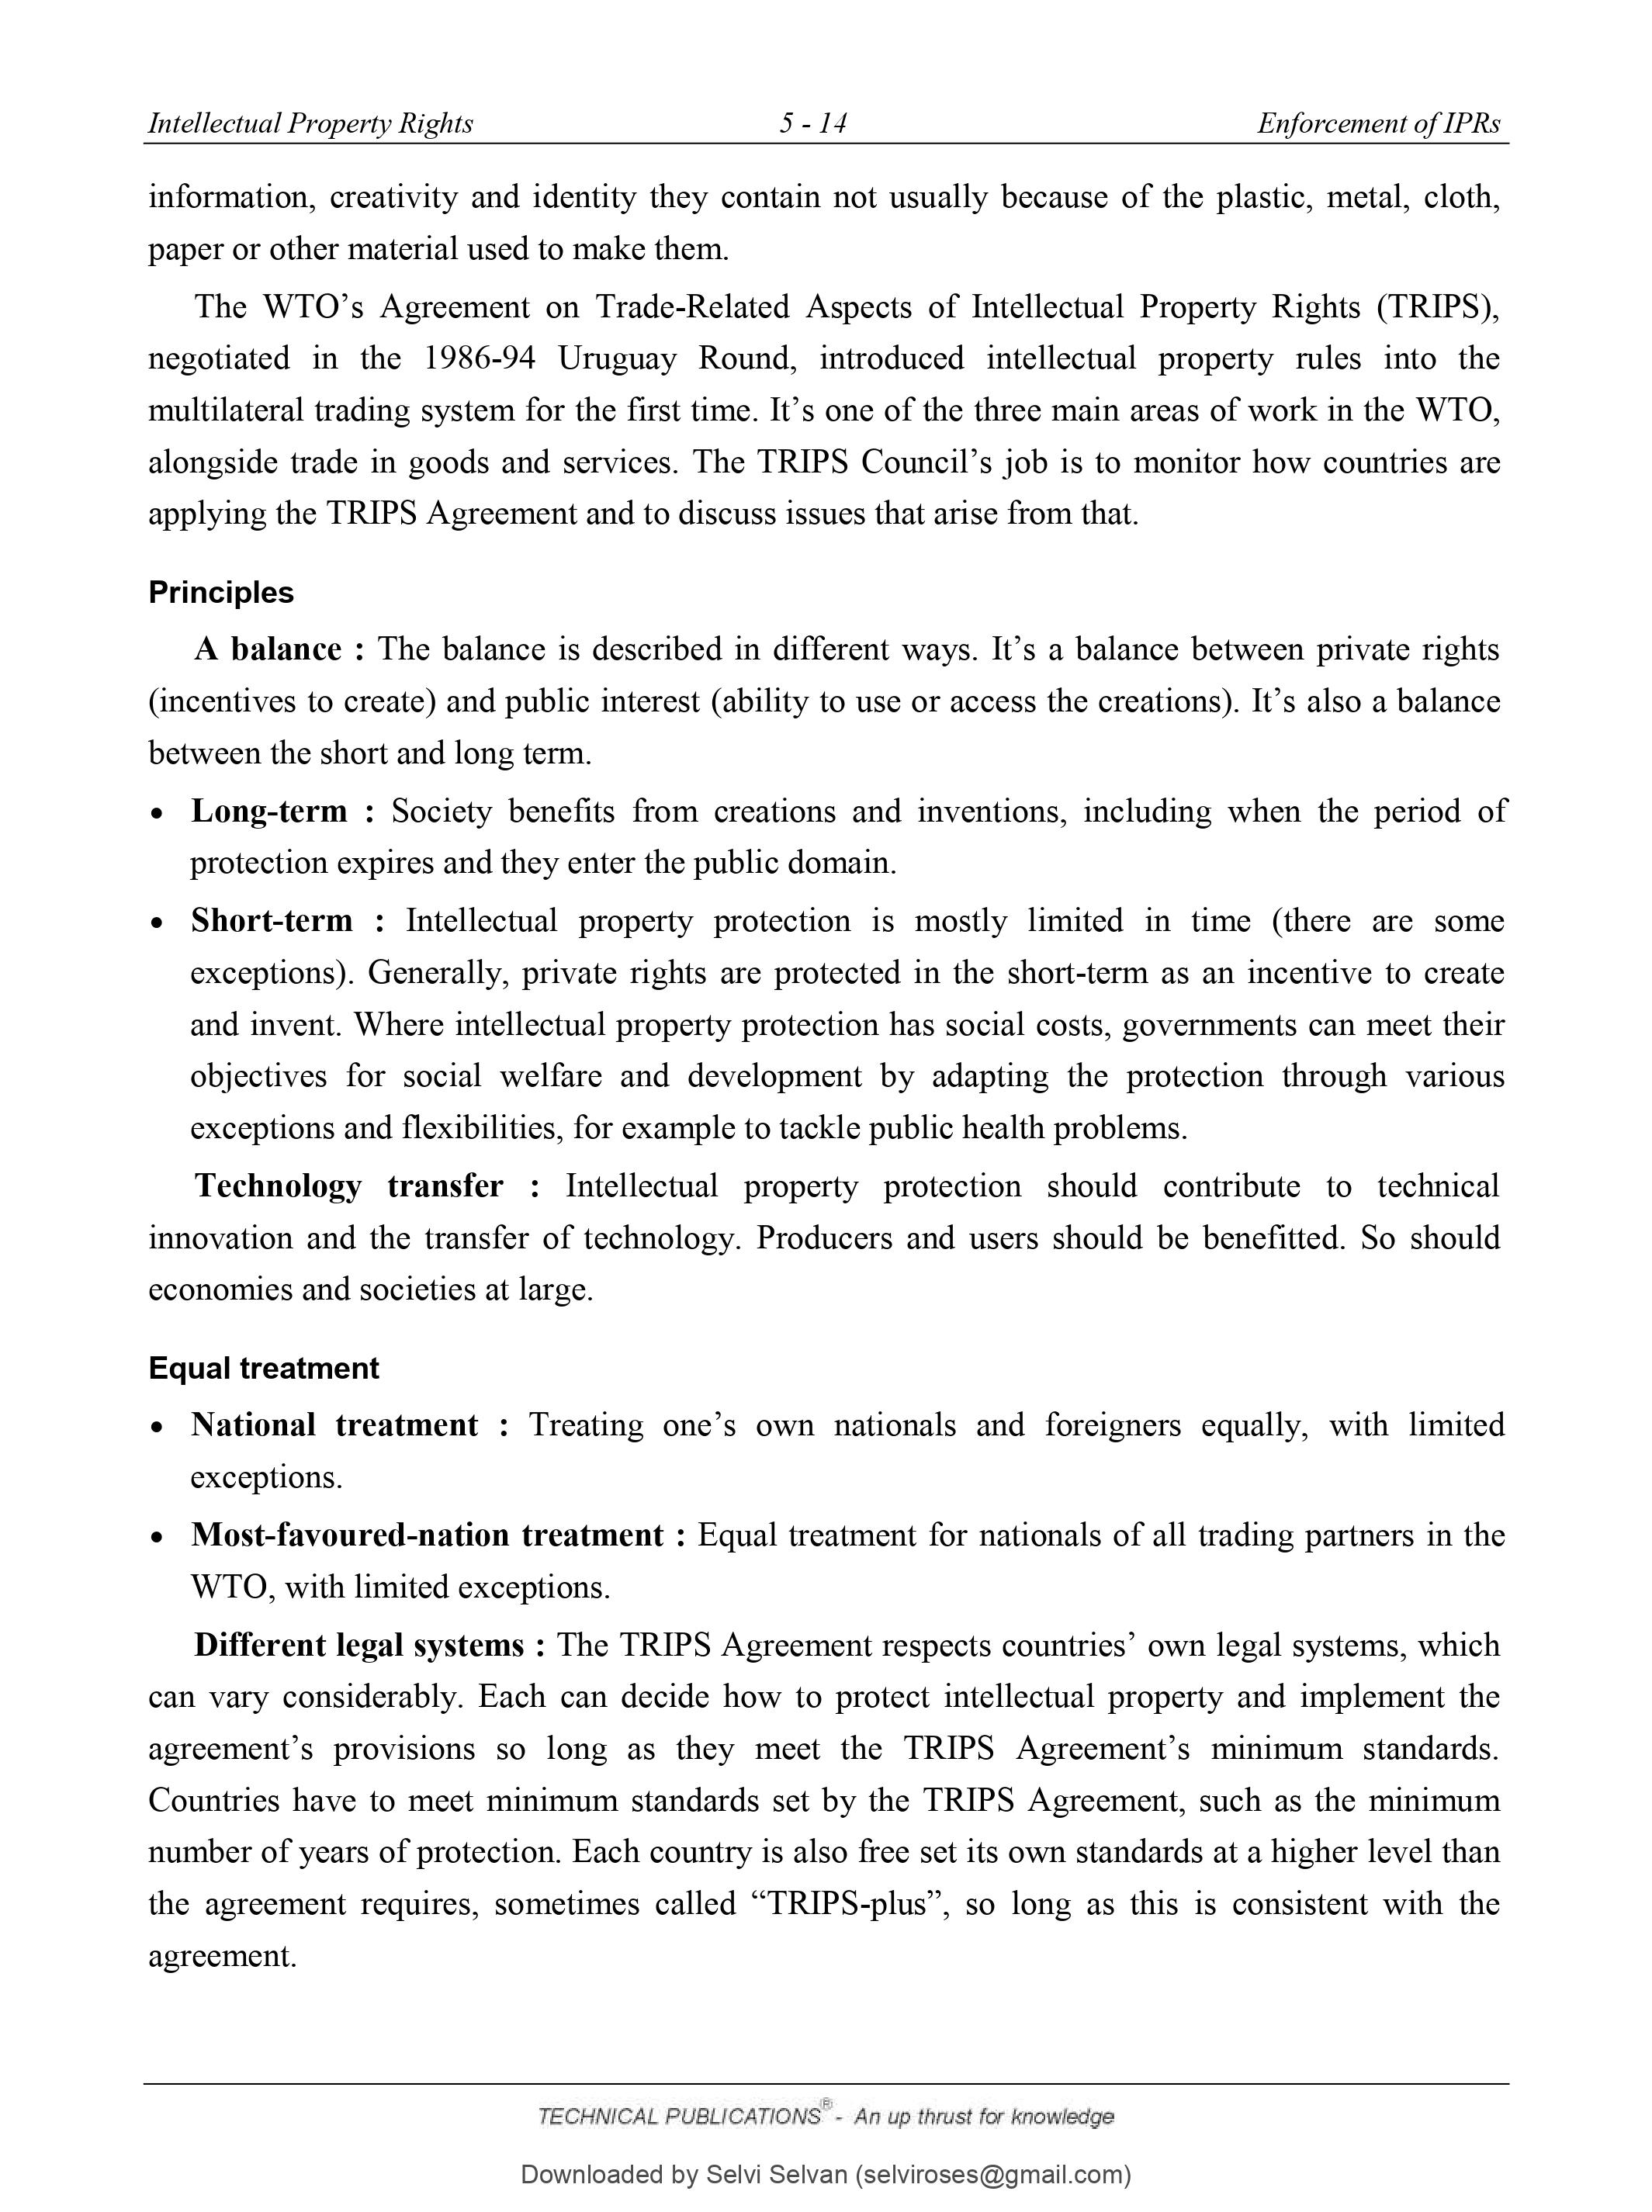 Intellectual Property Rights 5 - 14 Enforcement of IPRs
information, creativity and identity they contain not usually because of the plastic, metal, cloth,
paper or other material used to make them.
The WTO’s Agreement on Trade-Related Aspects of Intellectual Property Rights (TRIPS),
negotiated in the 1986-94 Uruguay Round, introduced intellectual property rules into the
multilateral trading system for the first time. It’s one of the three main areas of work in the WTO,
alongside trade in goods and services. The TRIPS Council’s job is to monitor how countries are
applying the TRIPS Agreement and to discuss issues that arise from that.
Principles
A balance : The balance is described in different ways. It’s a balance between private rights
(incentives to create) and public interest (ability to use or access the creations). It’s also a balance
between the short and long term.
• Long-term : Society benefits from creations and inventions, including when the period of
protection expires and they enter the public domain.
• Short-term : Intellectual property protection is mostly limited in time (there are some
exceptions). Generally, private rights are protected in the short-term as an incentive to create
and invent. Where intellectual property protection has social costs, governments can meet their
objectives for social welfare and development by adapting the protection through various
exceptions and flexibilities, for example to tackle public health problems.
Technology transfer : Intellectual property protection should contribute to technical
innovation and the transfer of technology. Producers and users should be benefitted. So should
economies and societies at large.
Equal treatment
• National treatment : Treating one’s own nationals and foreigners equally, with limited
exceptions.
• Most-favoured-nation treatment : Equal treatment for nationals of all trading partners in the
WTO, with limited exceptions.
Different legal systems : The TRIPS Agreement respects countries’ own legal systems, which
can vary considerably. Each can decide how to protect intellectual property and implement the
agreement’s provisions so long as they meet the TRIPS Agreement’s minimum standards.
Countries have to meet minimum standards set by the TRIPS Agreement, such as the minimum
number of years of protection. Each country is also free set its own standards at a higher level than
the agreement requires, sometimes called “TRIPS-plus”, so long as this is consistent with the
agreement.
TECHNICAL PUBLICATIONS® - An up thrust for knowledge
Downloaded by Selvi Selvan (selviroses@gmail.com)